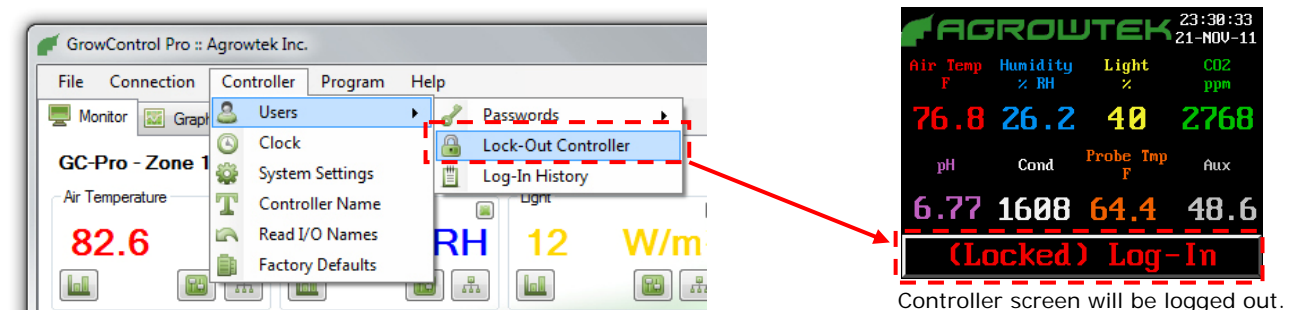 GrowControl Pro :: Agrowtek Inc.
File Connection Controller Program Help
Monitor
Users
Clock
System Settings
Controller Name
Read I/O Names
Factory Defaults
Passwords
Lock-Out Controller
Log-In History
GC-Pro - Zone 1
Air Temperature
Light
82.6
RH
12
W/m
AGROWTEK
23:30:33
21-NOV-11
Air Temp Humidity Light CO2
F % RH % ppm
76.8 26.2 40 2768
pH Cond Probe Tmp Aux
F
6.77 1608 64.4 48.6
(Locked) Log-In
Controller screen will be logged out.